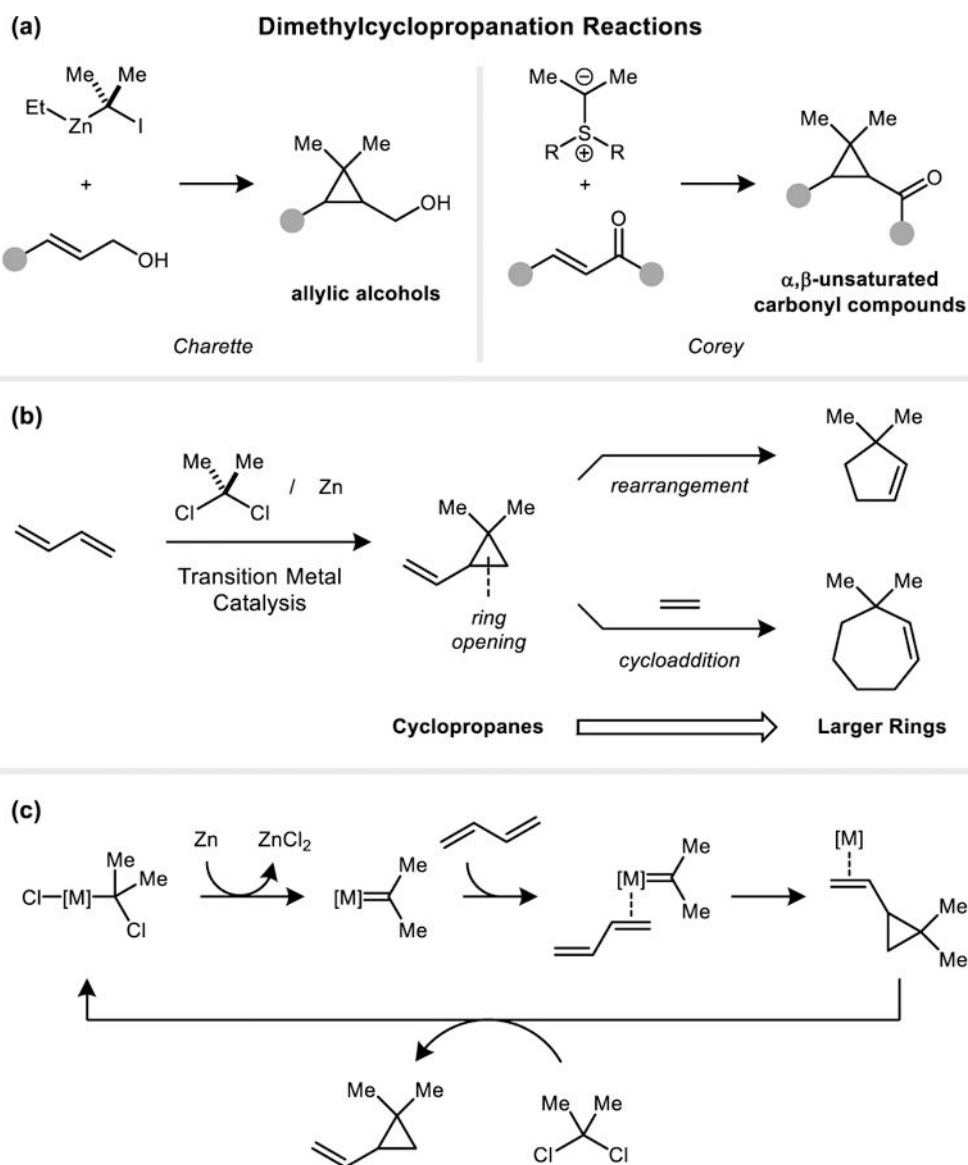 (a)
Dimethylcyclopropanation Reactions
Me Me
Et
Zn I
+
OH
Me Me
OH
allylic alcohols
Charette
Me ⊖ Me
S
R ⊕ R
+
O
Me Me
O
α,β-unsaturated
carbonyl compounds
Corey
(b)
Me Me
Cl Cl
/ Zn
Transition Metal
Catalysis
Me Me
ring
opening
rearrangement
Me Me
cycloaddition
Me Me
Cyclopropanes
Larger Rings
(c)
Cl [M] Me
Me
Cl
Zn ZnCl2
[M] Me
Me
[M] Me
Me
[M]
Me
Me
Me Me
Me Me
Cl Cl